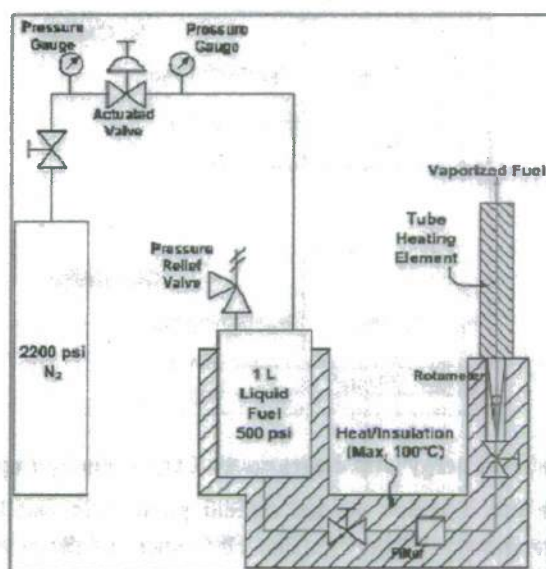 Pressure
Gauge
Pressure
Gauge
Actuated
Valve
Vaporized Fuel
Tube
Heating
Element
Pressure
Relief
Valve
2200 psi
N₂
1 L
Liquid
Fuel
500 psi
Rotameter
Heat/Insulation
(Max. 100°C)
Filter